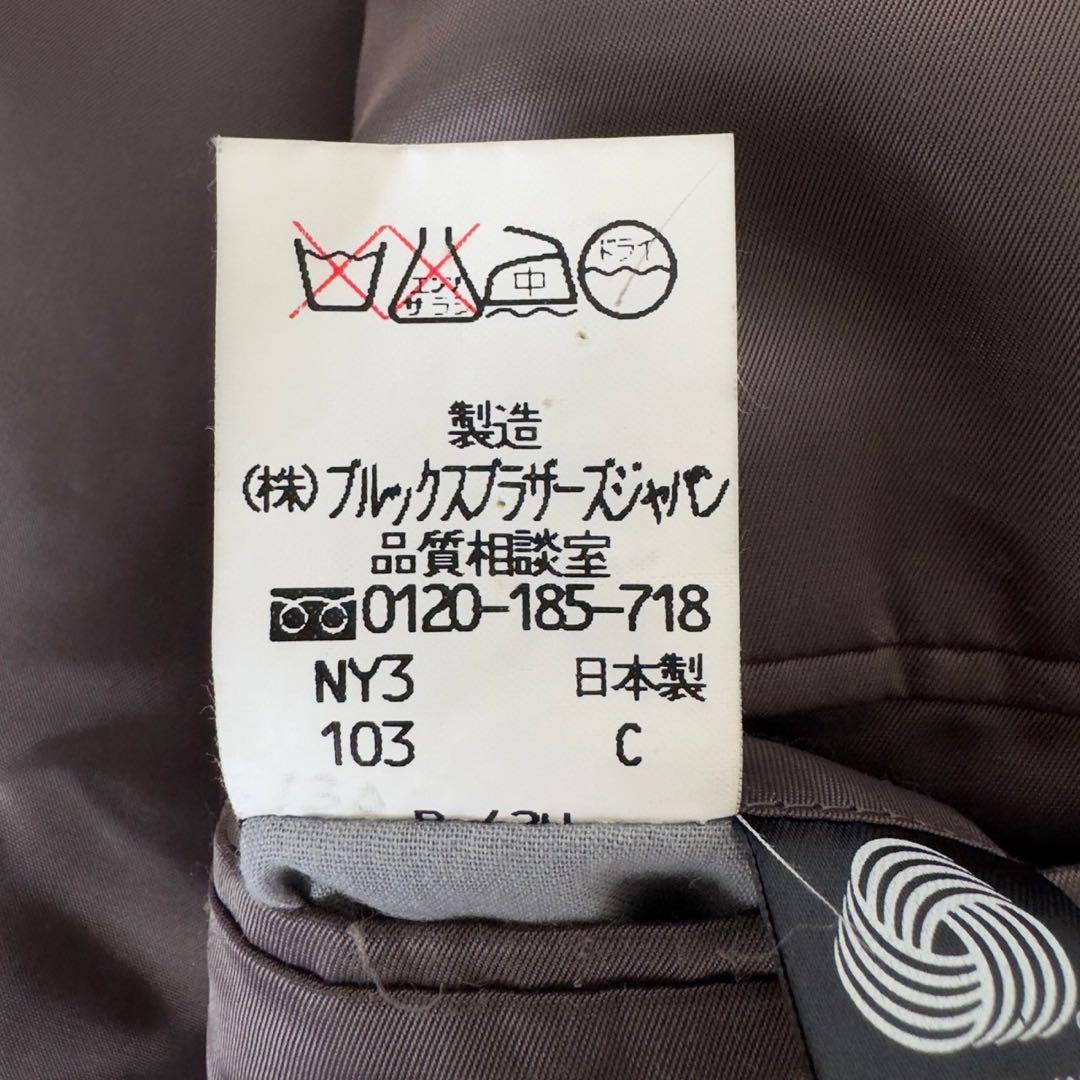 エンソ サラシ 中 ドライ
製造
(株)ブルックスブラザーズジャパン
品質相談室
0120-185-718
NY3 日本製
103 C